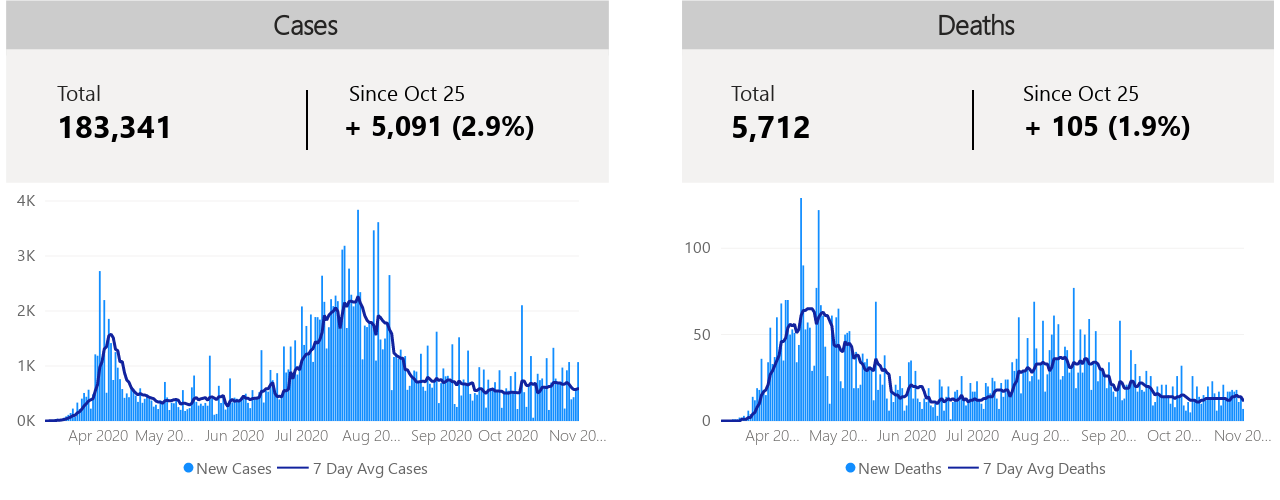 Cases
Total
183,341
Since Oct 25
+ 5,091 (2.9%)
4K
3K
2K
1K
0K
Apr 2020 May 20... Jun 2020 Jul 2020 Aug 20... Sep 2020 Oct 2020 Nov 20...
New Cases 7 Day Avg Cases
Deaths
Total
5,712
Since Oct 25
+ 105 (1.9%)
100
50
0
Apr 20... May 20... Jun 2020 Jul 2020 Aug 20... Sep 20... Oct 20... Nov 20...
New Deaths 7 Day Avg Deaths